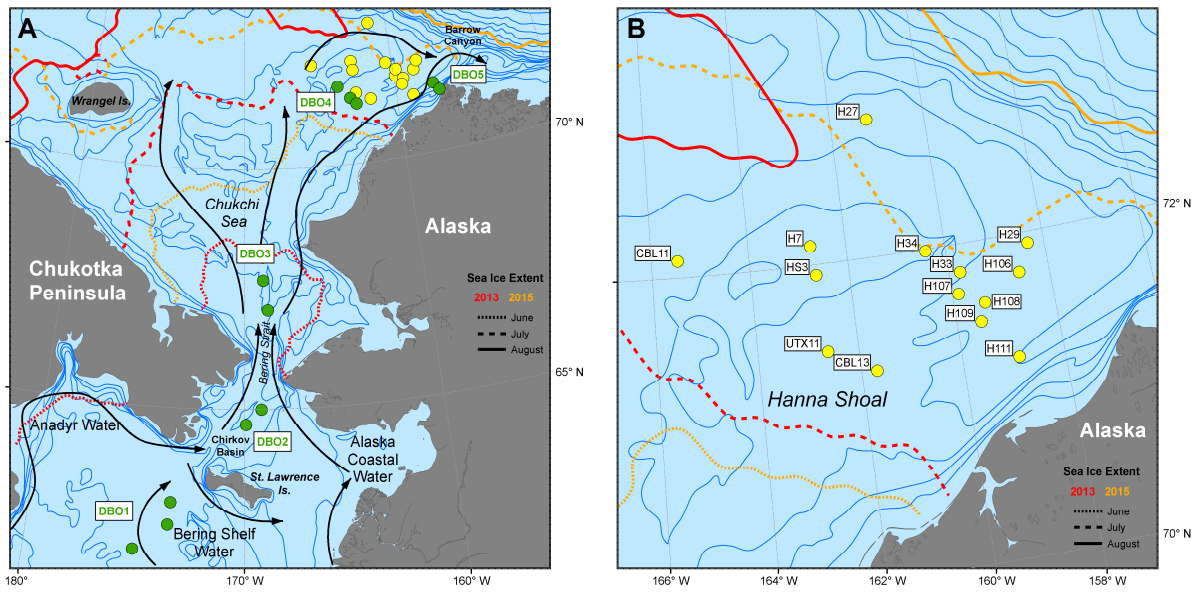 A
Barrow
Canyon
DBO5
Wrangel Is.
DBO4
70° N
Chukchi
Sea
Alaska
DBO3
Chukotka
Peninsula
Sea Ice Extent
2013 2015
June
July
August
Bering Strait
65° N
Anadyr Water
Chirkov
Basin
DBO2
Alaska
Coastal
Water
St. Lawrence
Is.
DBO1
Bering Shelf
Water
180°
170° W
160° W
B
H27
72° N
H7
H34
H29
CBL11
HS3
H33
H106
H107
H108
H109
UTX11
CBL13
H111
Hanna Shoal
Alaska
Sea Ice Extent
2013 2015
June
July
August
70° N
166° W
164° W
162° W
160° W
158° W